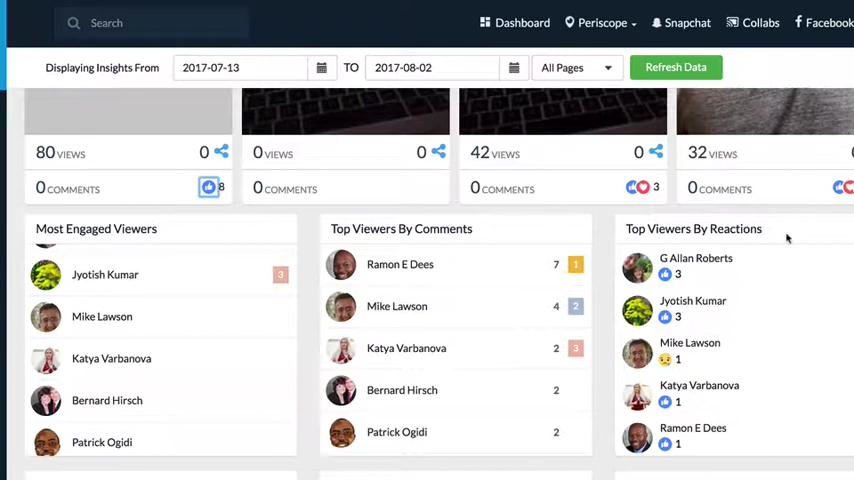 Search
Dashboard
Periscope
Snapchat
Collabs
Facebook
Displaying Insights From
2017-07-13
TO
2017-08-02
All Pages
Refresh Data
80 VIEWS
0
0 VIEWS
0
42 VIEWS
0
32 VIEWS
0 COMMENTS
8
0 COMMENTS
0 COMMENTS
3
0 COMMENTS
Most Engaged Viewers
Jyotish Kumar
3
Mike Lawson
Katya Varbanova
Bernard Hirsch
Patrick Ogidi
Top Viewers By Comments
Ramon E Dees
7
1
Mike Lawson
4
2
Katya Varbanova
2
3
Bernard Hirsch
2
Patrick Ogidi
2
Top Viewers By Reactions
G Allan Roberts
3
Jyotish Kumar
3
Mike Lawson
1
Katya Varbanova
1
Ramon E Dees
1